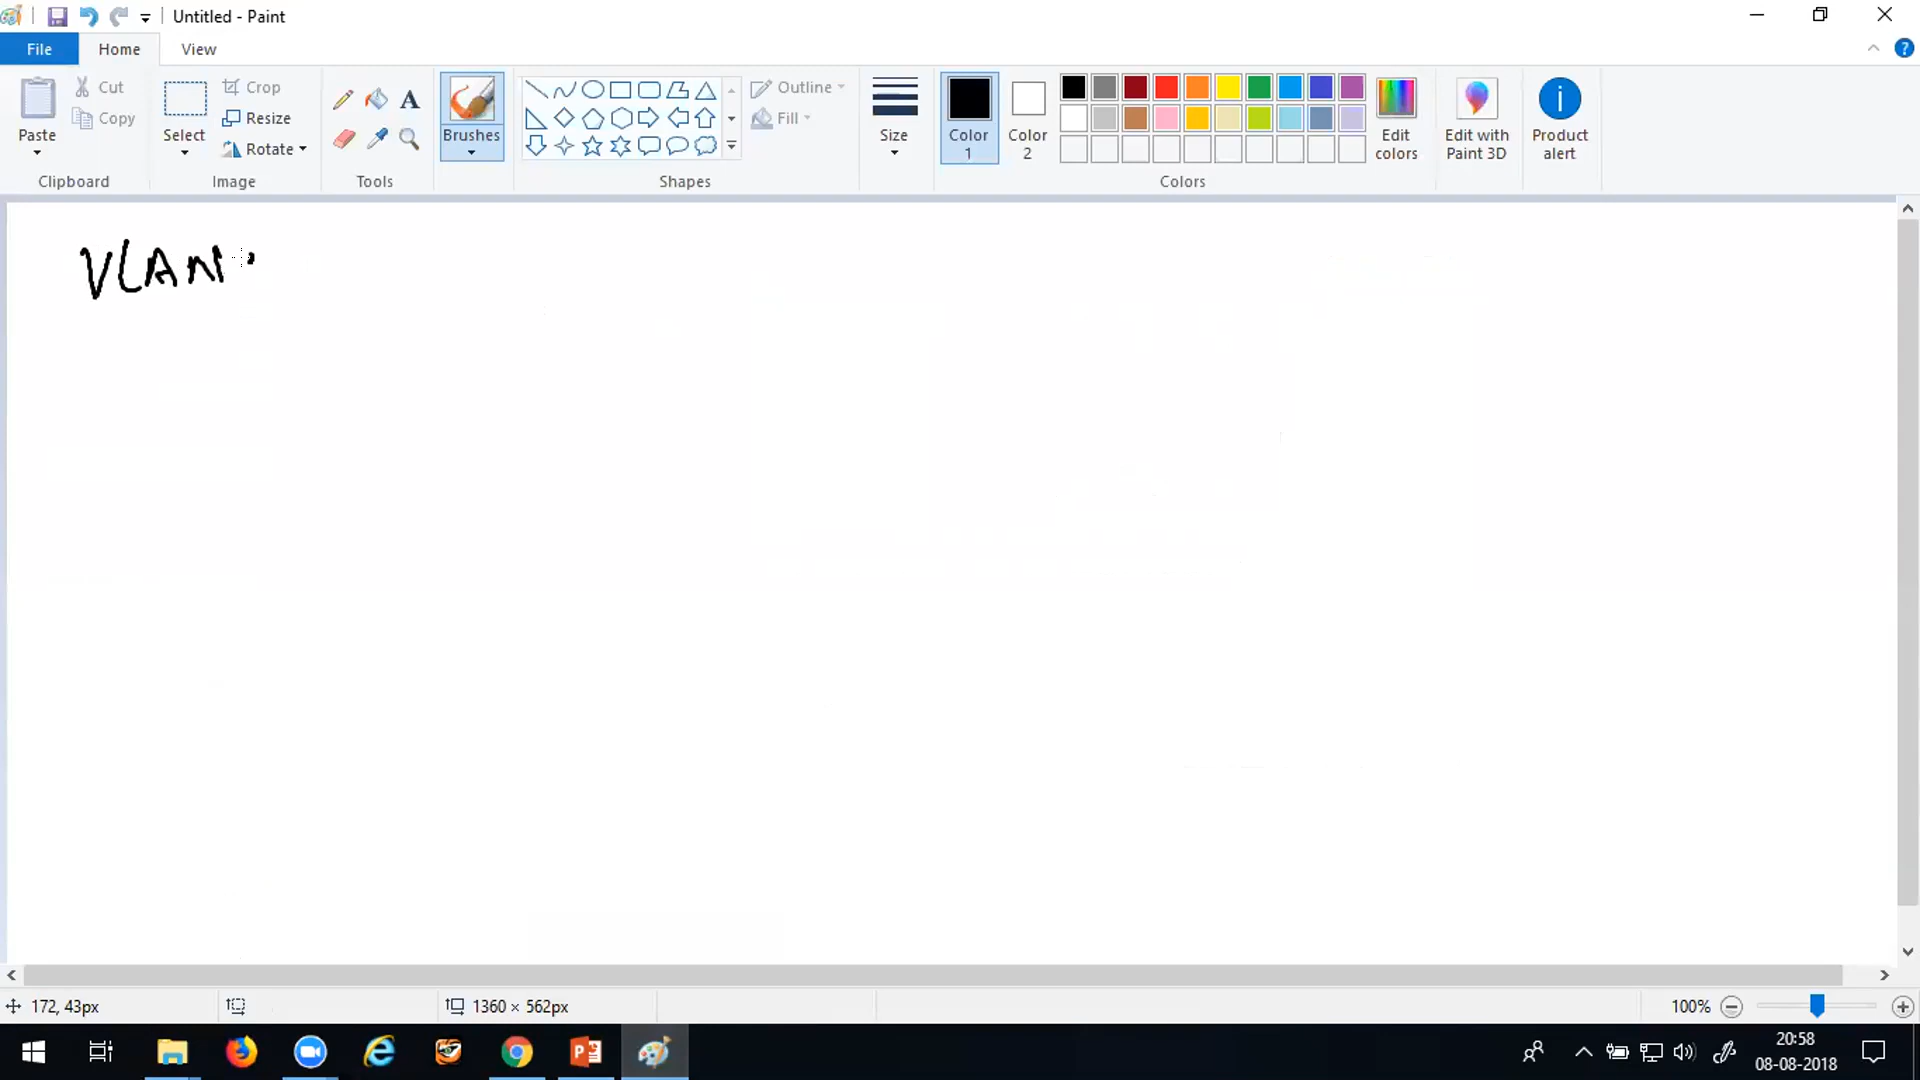 Untitled - Paint
File Home View
Paste Cut Copy Clipboard
Select Crop Resize Rotate Image
Tools
Brushes
Shapes
Outline Fill
Size
Color 1 Color 2
Edit colors
Colors
Edit with Paint 3D
Product alert
VLAN
172, 43px 1360 × 562px 100%
20:58
08-08-2018